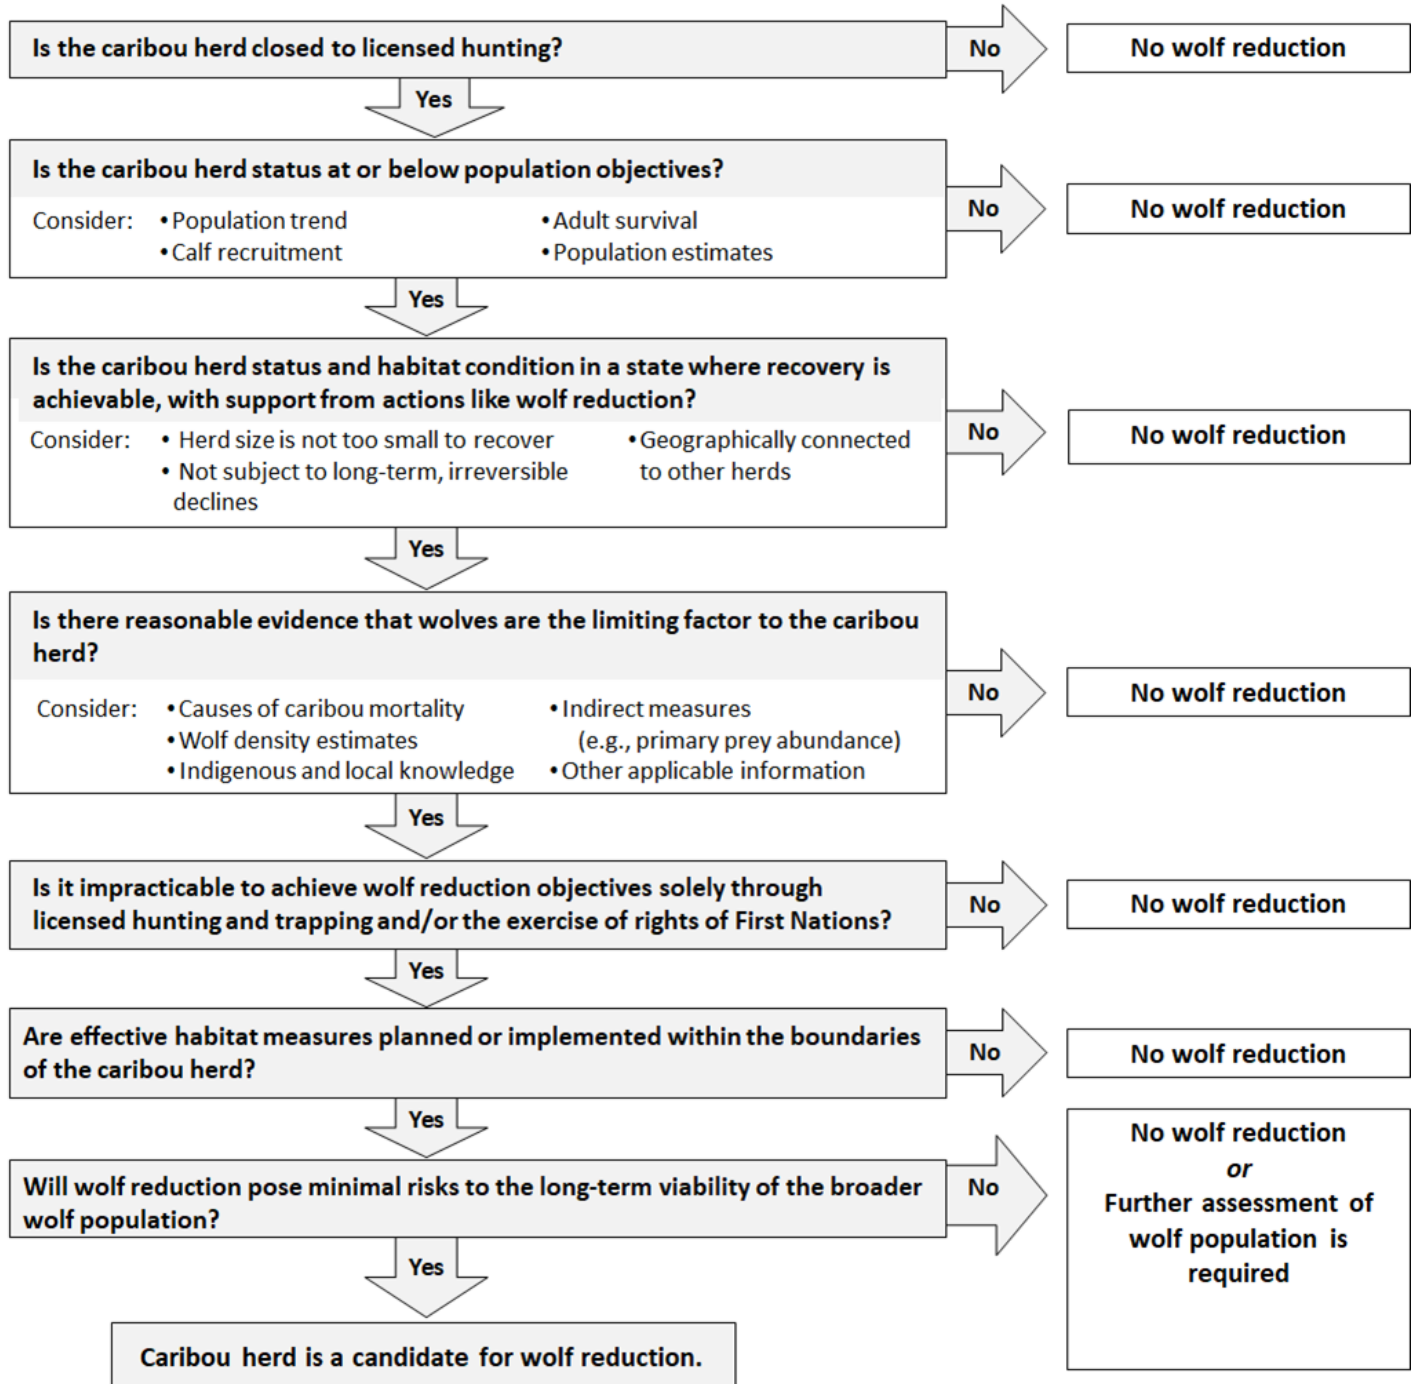 Is the caribou herd closed to licensed hunting?
No
No wolf reduction
Yes
Is the caribou herd status at or below population objectives?
Consider:
• Population trend
• Adult survival
• Calf recruitment
• Population estimates
No
No wolf reduction
Yes
Is the caribou herd status and habitat condition in a state where recovery is
achievable, with support from actions like wolf reduction?
Consider:
• Herd size is not too small to recover
• Not subject to long-term, irreversible
declines
• Geographically connected
to other herds
No
No wolf reduction
Yes
Is there reasonable evidence that wolves are the limiting factor to the caribou
herd?
Consider:
• Causes of caribou mortality
• Wolf density estimates
• Indigenous and local knowledge
• Indirect measures
(e.g., primary prey abundance)
• Other applicable information
No
No wolf reduction
Yes
Is it impracticable to achieve wolf reduction objectives solely through
licensed hunting and trapping and/or the exercise of rights of First Nations?
No
No wolf reduction
Yes
Are effective habitat measures planned or implemented within the boundaries
of the caribou herd?
No
No wolf reduction
Yes
Will wolf reduction pose minimal risks to the long-term viability of the broader
wolf population?
No
No wolf reduction
or
Further assessment of
wolf population is
required
Yes
Caribou herd is a candidate for wolf reduction.